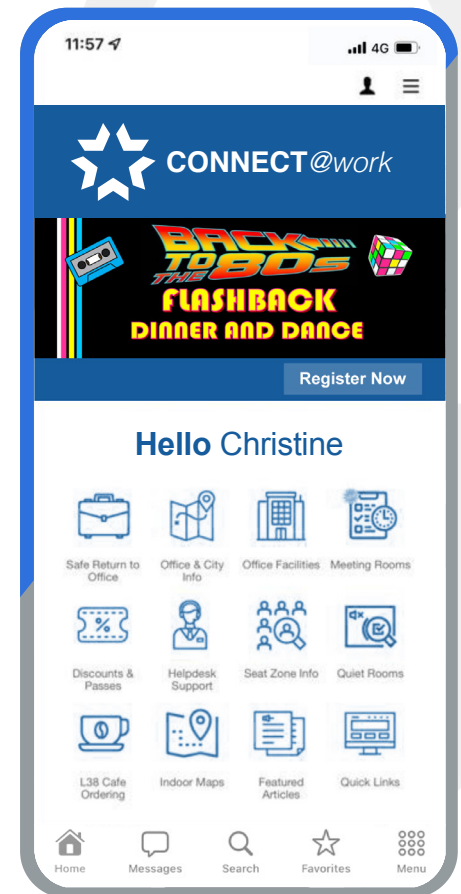 11:57
4G
CONNECT@work
BACK
TO
THE 80s
FLASHBACK
DINNER AND DANCE
Register Now
Hello Christine
Safe Return to
Office
Office & City
Info
Office Facilities
Meeting Rooms
Discounts &
Passes
Helpdesk
Support
Seat Zone Info
Quiet Rooms
L38 Cafe
Ordering
Indoor Maps
Featured
Articles
Quick Links
Home
Messages
Search
Favorites
Menu